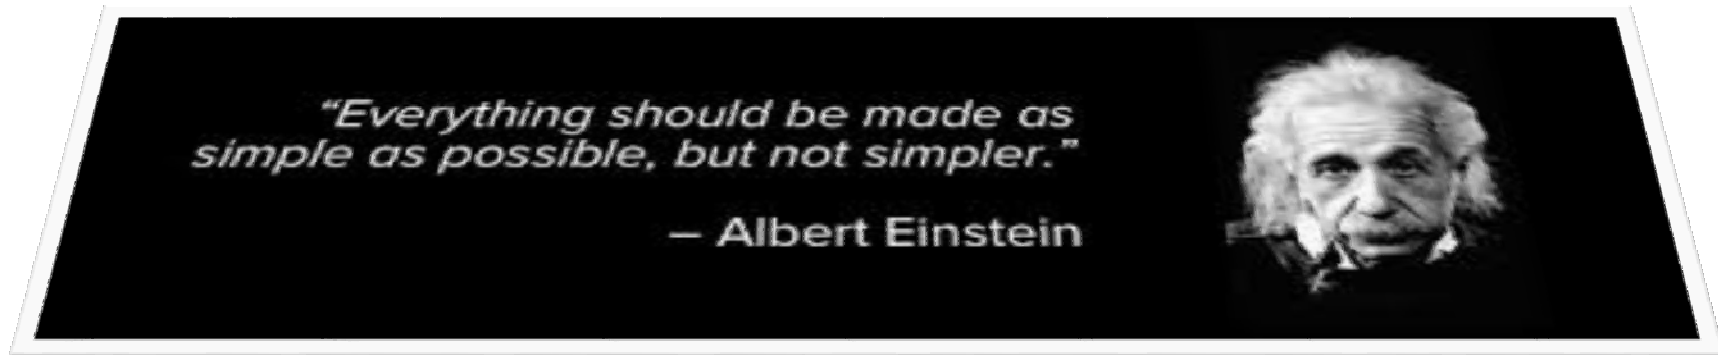 “Everything should be made as
simple as possible, but not simpler.”
– Albert Einstein